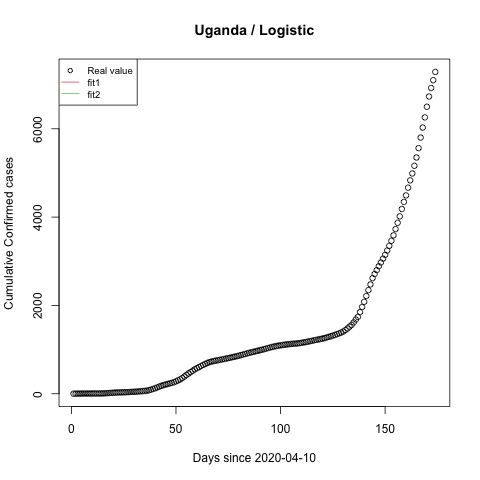 Uganda / Logistic
Real value
fit1
fit2
Cumulative Confirmed cases
6000
4000
2000
0
0 50 100 150
Days since 2020-04-10